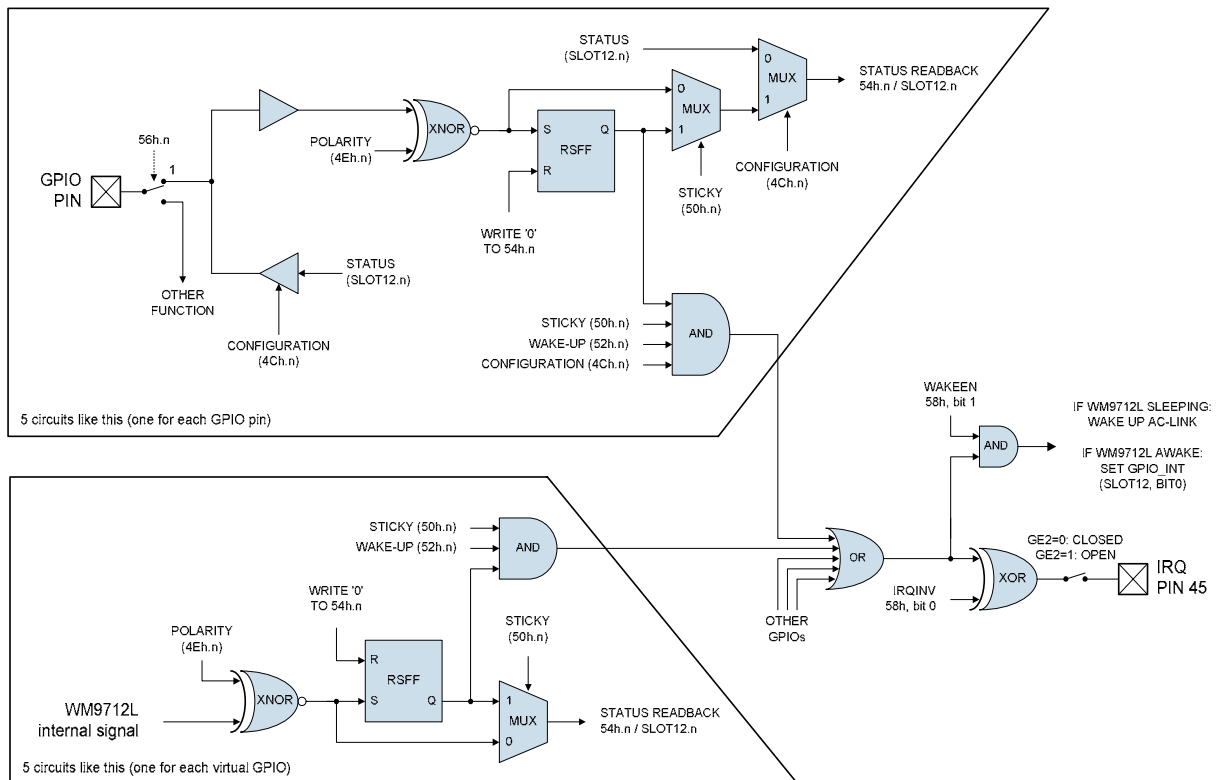 STATUS
(SLOT12.n)
0
MUX
1
STATUS READBACK
54h.n / SLOT12.n
0
MUX
1
56h.n
1
GPIO
PIN
POLARITY
(4Eh.n)
XNOR
S
Q
RSFF
R
CONFIGURATION
(4Ch.n)
STICKY
(50h.n)
WRITE '0'
TO 54h.n
STATUS
(SLOT12.n)
OTHER
FUNCTION
CONFIGURATION
(4Ch.n)
STICKY (50h.n)
WAKE-UP (52h.n)
CONFIGURATION (4Ch.n)
AND
5 circuits like this (one for each GPIO pin)
WAKEEN
58h, bit 1
AND
IF WM9712L SLEEPING:
WAKE UP AC-LINK
IF WM9712L AWAKE:
SET GPIO_INT
(SLOT12, BIT0)
STICKY (50h.n)
WAKE-UP (52h.n)
AND
OR
OTHER
GPIOs
IRQINV
58h, bit 0
XOR
GE2=0: CLOSED
GE2=1: OPEN
IRQ
PIN 45
WRITE '0'
TO 54h.n
POLARITY
(4Eh.n)
STICKY
(50h.n)
R
RSFF
S
Q
XNOR
WM9712L
internal signal
1
MUX
0
STATUS READBACK
54h.n / SLOT12.n
5 circuits like this (one for each virtual GPIO)